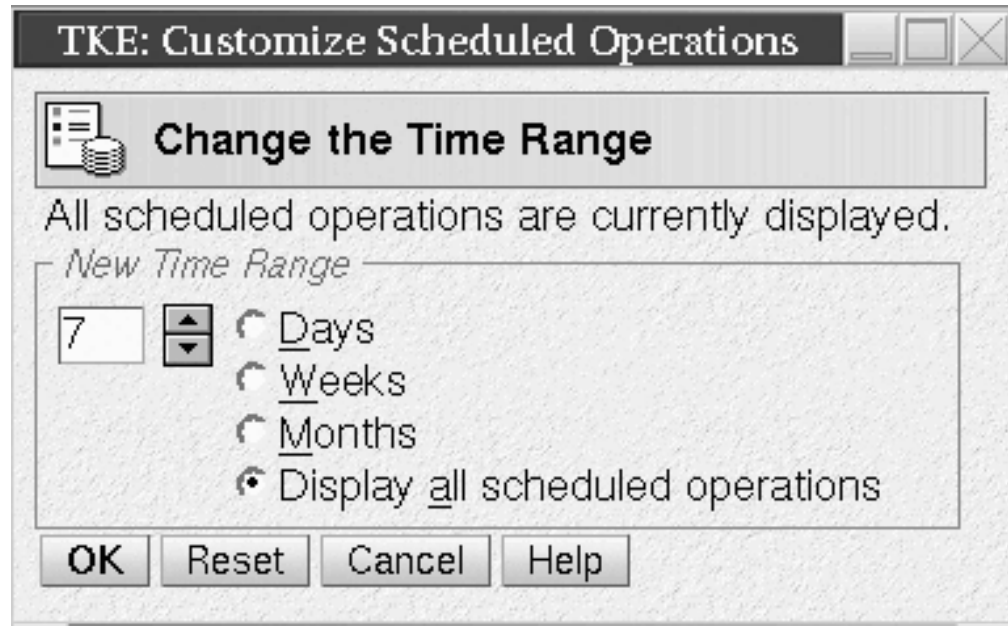 TKE: Customize Scheduled Operations
Change the Time Range
All scheduled operations are currently displayed.
New Time Range
7
Days
Weeks
Months
Display all scheduled operations
OK Reset Cancel Help